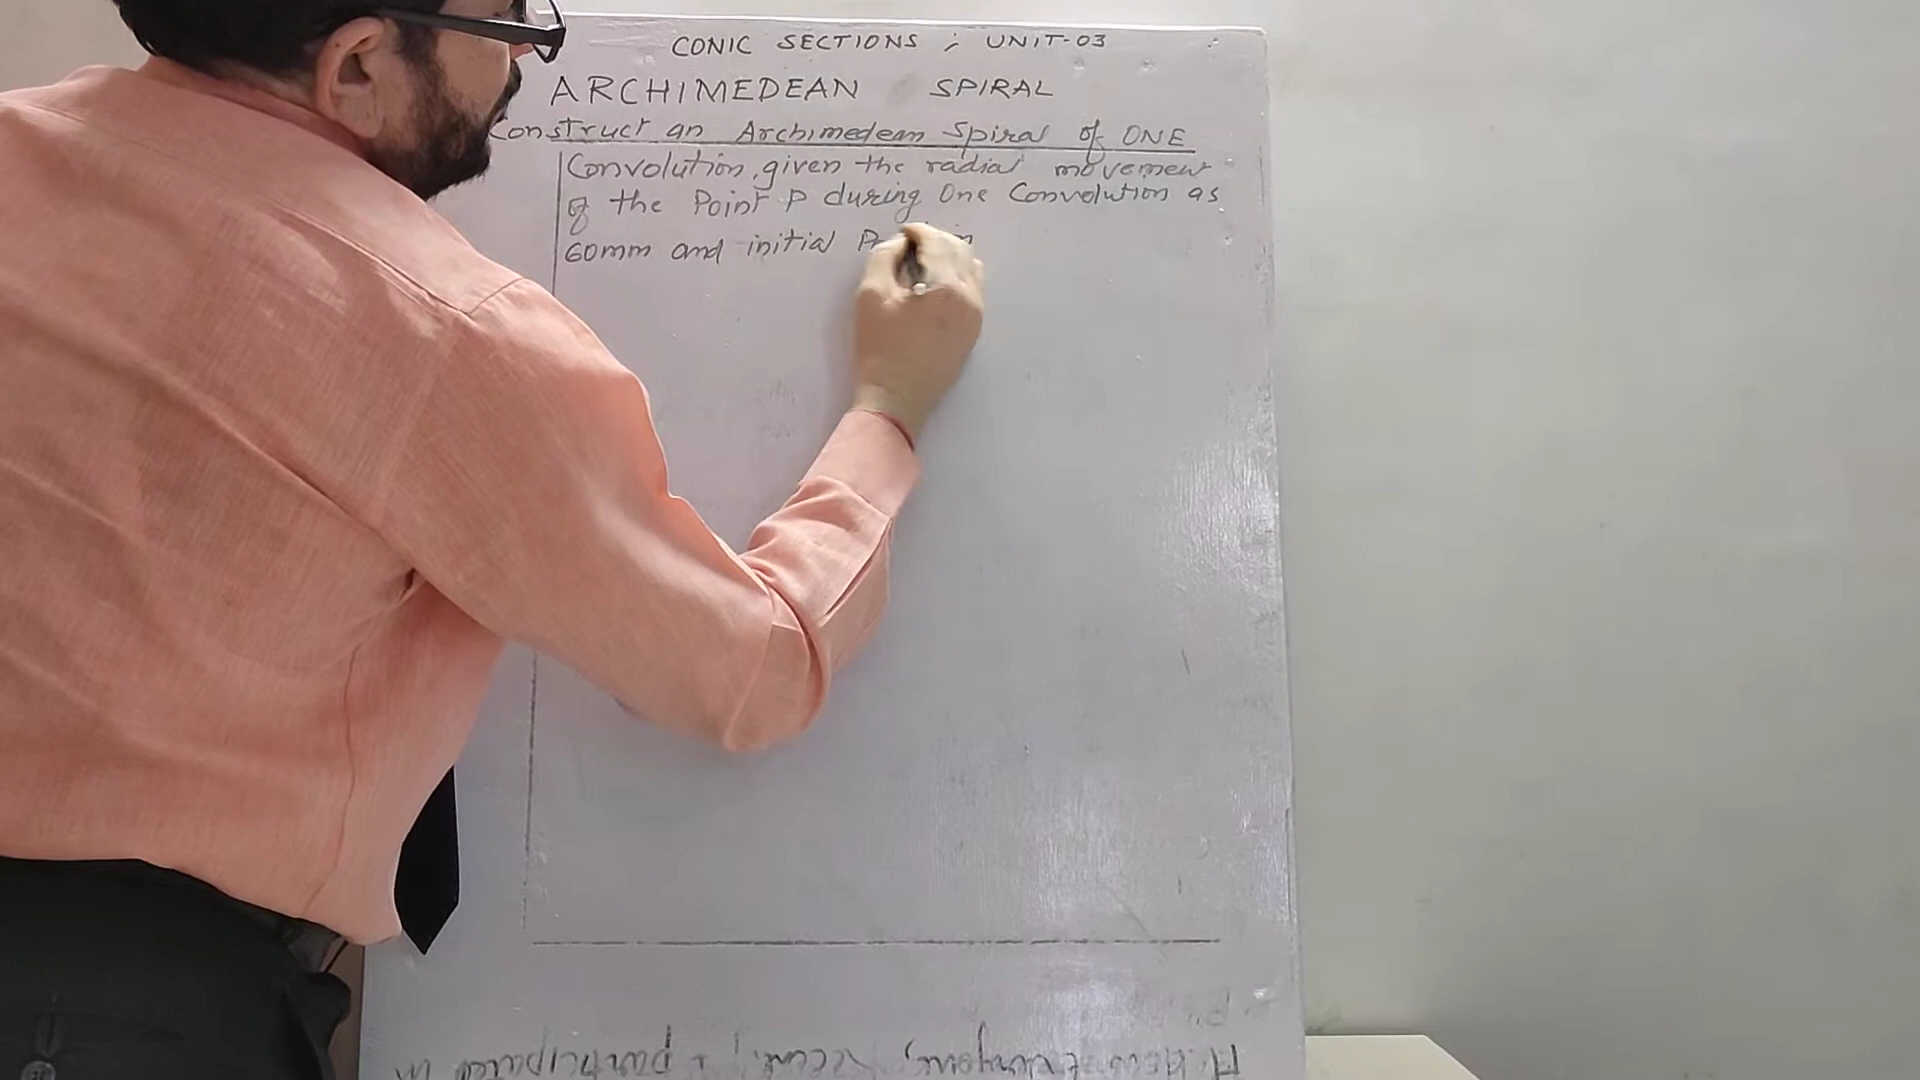 CONIC SECTIONS ; UNIT-03
ARCHIMEDEAN SPIRAL
Construct an Archimedean Spiral of ONE
Convolution, given the radial movement
of the Point P during One Convolution as
60mm and initial